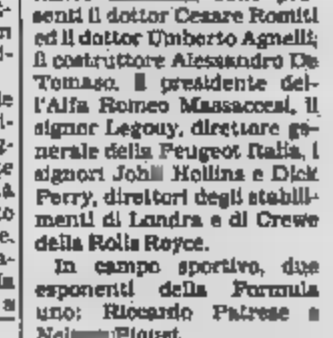 senti il dottor Cesare Romiti
ed il dottor Umberto Agnelli;
il costruttore Alessandro De
Tomaso. Il presidente del-
l'Alfa Romeo Massaccesi, il
signor Legouy, direttore ge-
nerale della Peugeot Italia, i
signori John Hollins e Dick
Perry, direttori degli stabili-
menti di Londra e di Crewe
della Rolls Royce.
In campo sportivo, due
esponenti della Formula
uno: Riccardo Patrese e
Piquet